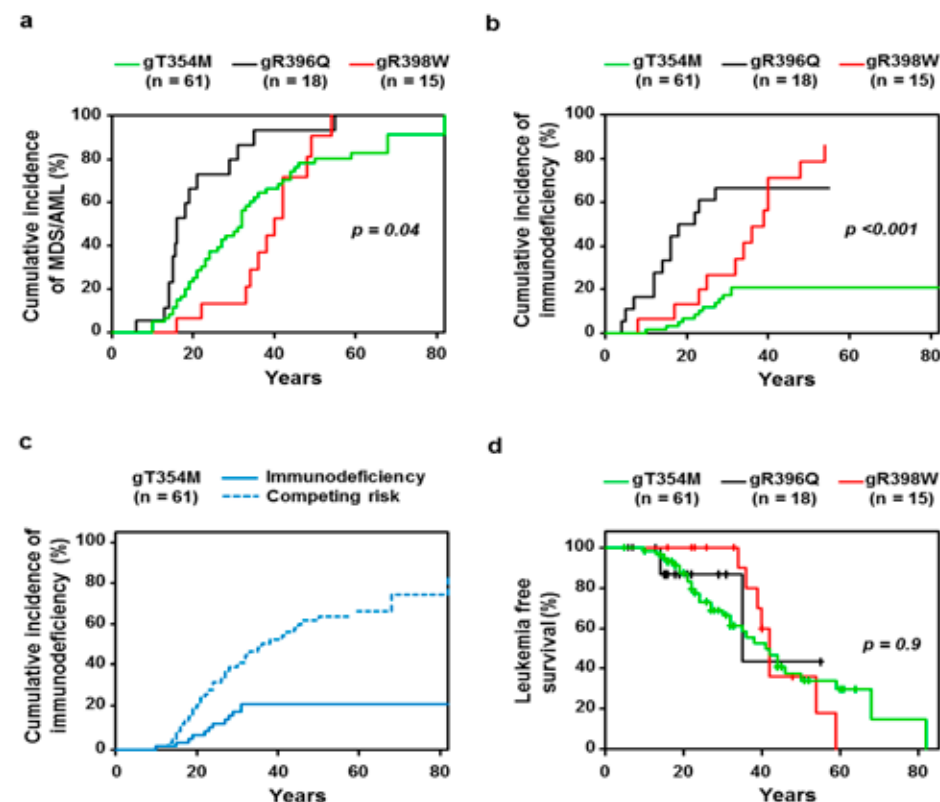 a
gT354M gR396Q gR398W
(n = 61) (n = 18) (n = 15)
Cumulative incidence
of MDS/AML (%)
100
80
60
40
20
0
p = 0.04
0 20 40 60 80
Years
b
gT354M gR396Q gR398W
(n = 61) (n = 18) (n = 15)
Cumulative incidence of
immunodeficiency (%)
100
80
60
40
20
0
p <0.001
0 20 40 60 80
Years
c
gT354M Immunodeficiency
(n = 61) Competing risk
Cumulative incidence of
immunodeficiency (%)
100
80
60
40
20
0
0 20 40 60 80
Years
d
gT354M gR396Q gR398W
(n = 61) (n = 18) (n = 15)
Leukemia free
survival (%)
100
80
60
40
20
0
p = 0.9
0 20 40 60 80
Years